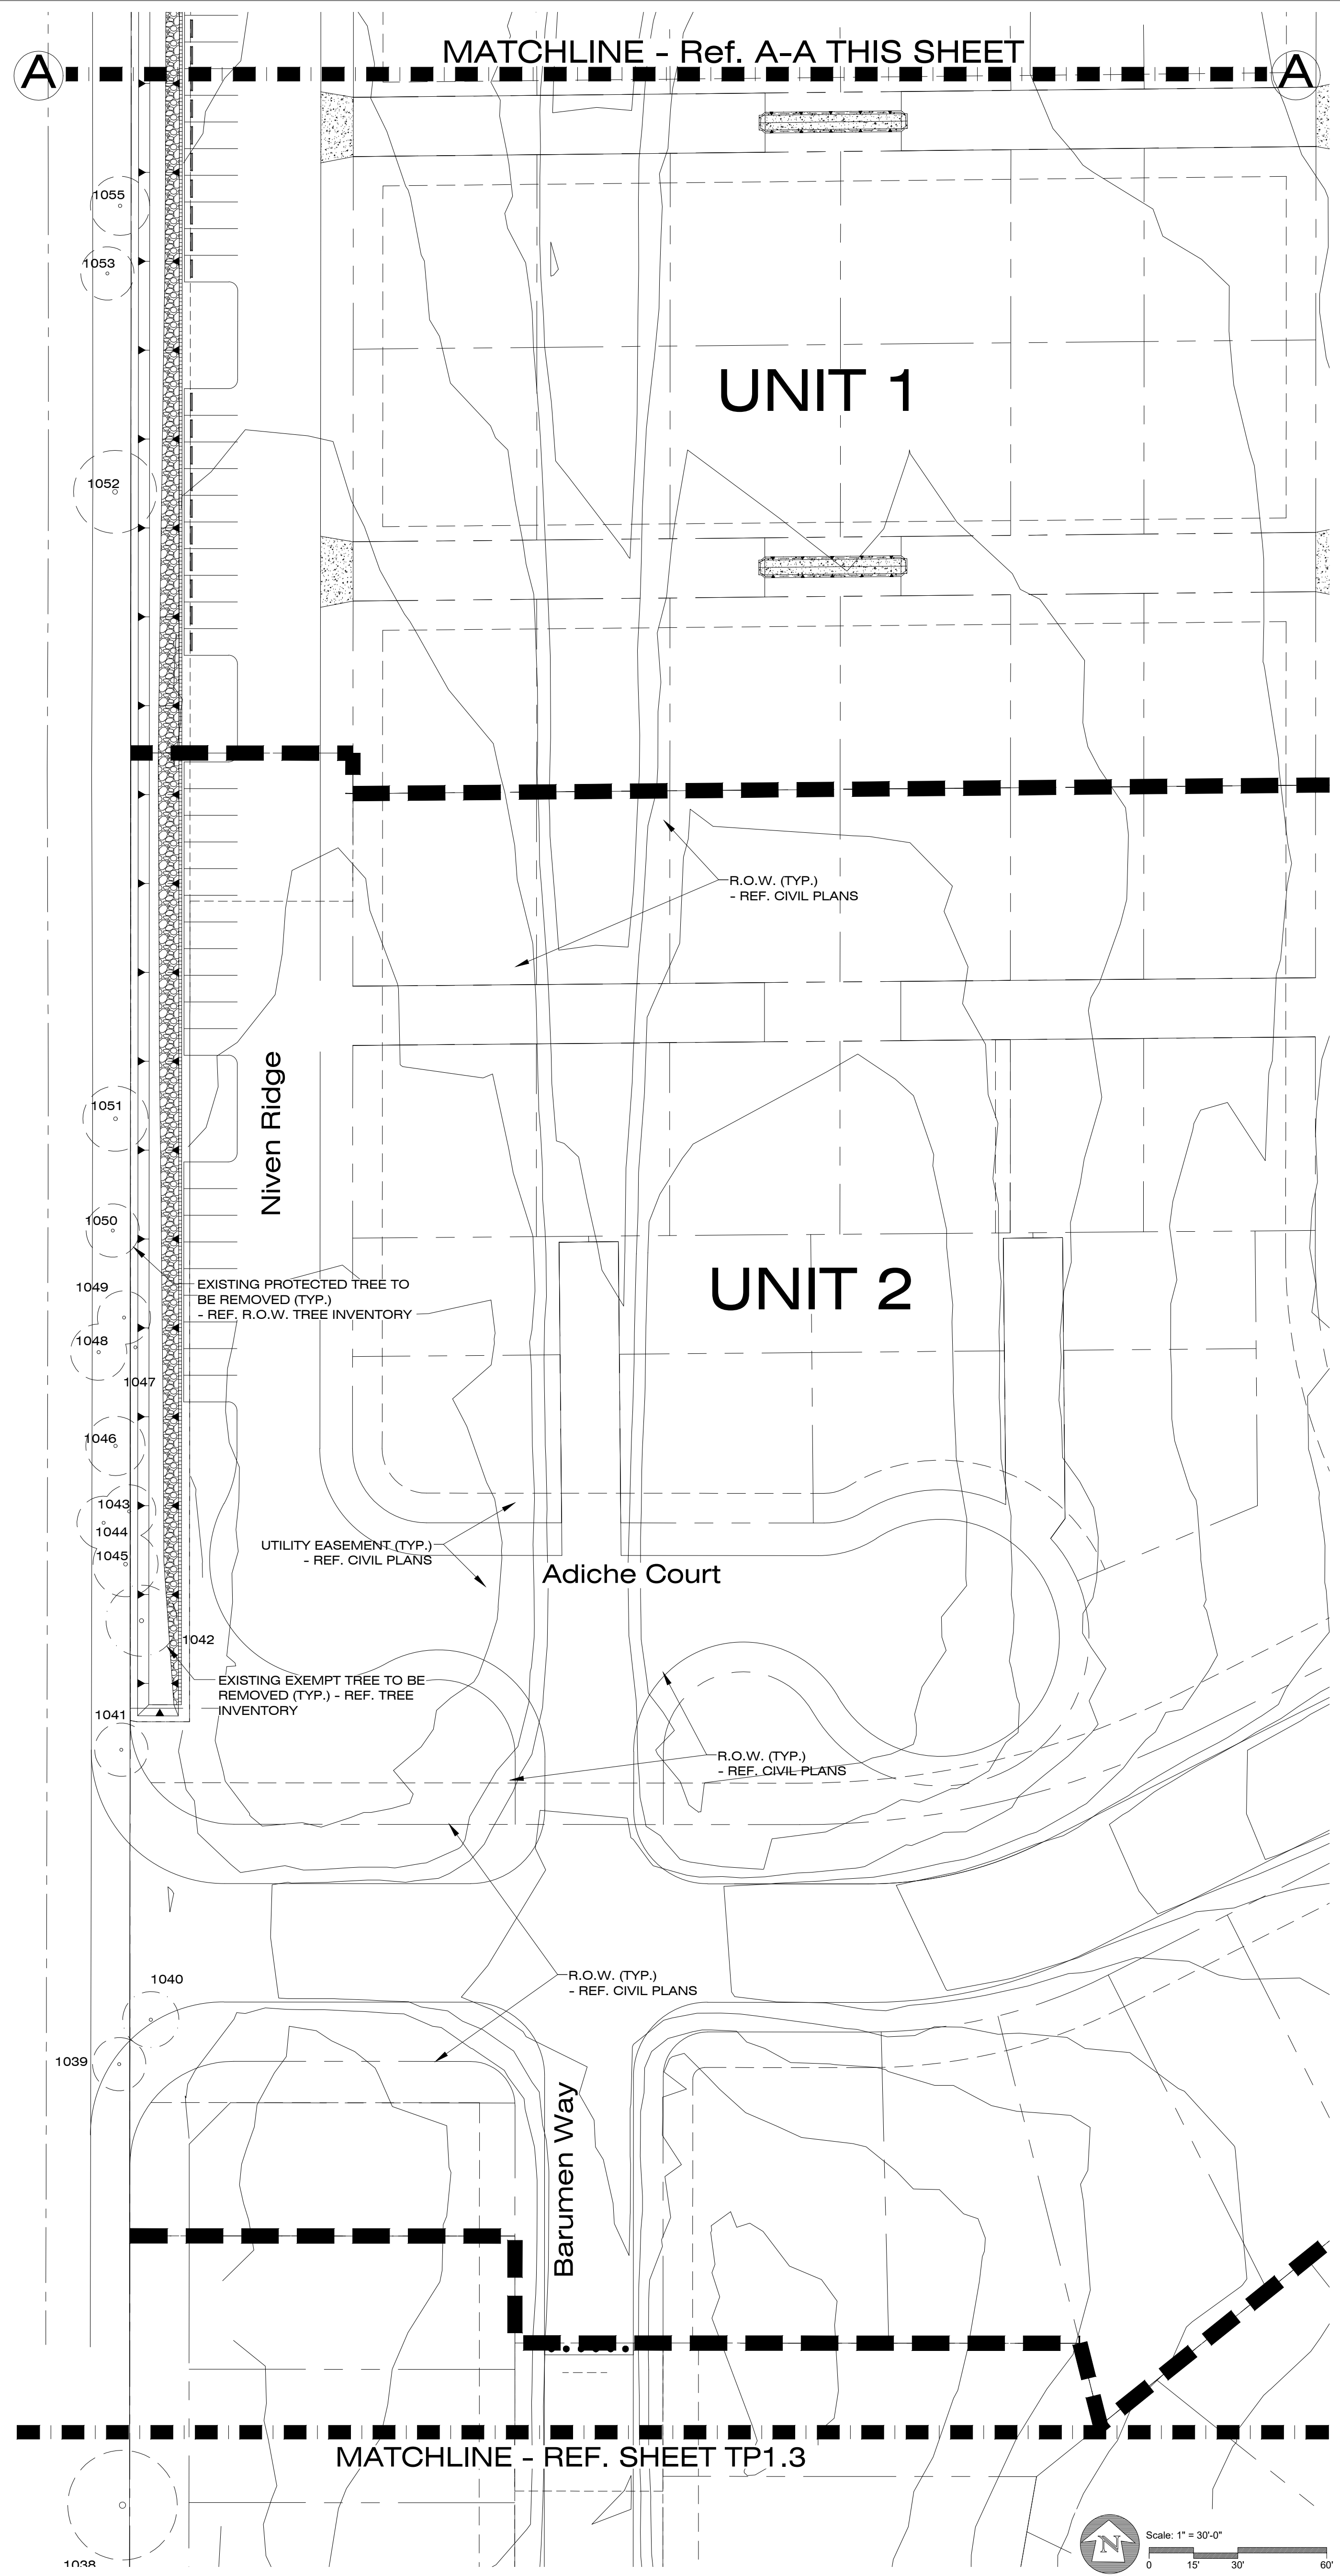 MATCHLINE - Ref. A-A THIS SHEET
A
A
1055
1053
UNIT 1
1052
R.O.W. (TYP.)
- REF. CIVIL PLANS
Niven Ridge
1051
1050
EXISTING PROTECTED TREE TO
BE REMOVED (TYP.)
- REF. R.O.W. TREE INVENTORY
UNIT 2
1049
1048
1047
1046
1043
1044
1045
UTILITY EASEMENT (TYP.)
- REF. CIVIL PLANS
Adiche Court
1042
EXISTING EXEMPT TREE TO BE
REMOVED (TYP.) - REF. TREE
INVENTORY
1041
R.O.W. (TYP.)
- REF. CIVIL PLANS
R.O.W. (TYP.)
- REF. CIVIL PLANS
1040
1039
Barumen Way
MATCHLINE - REF. SHEET TP1.3
1038
N
Scale: 1" = 30'-0"
0 15' 30' 60'